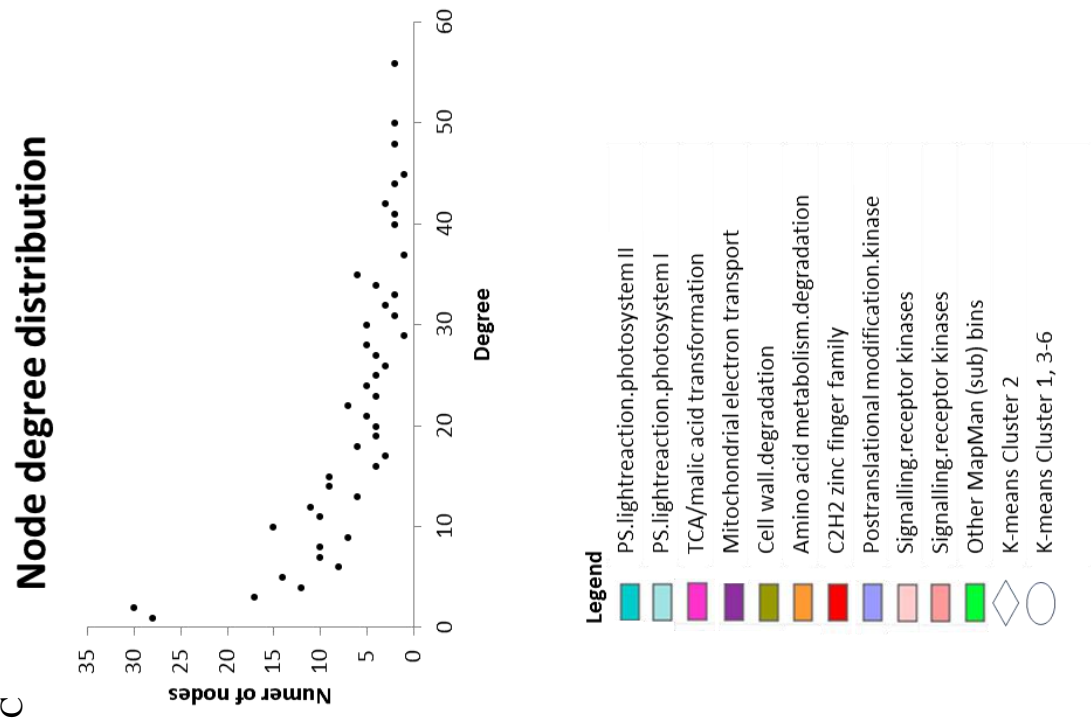 C
Node degree distribution
Numer of nodes
35
30
25
20
15
10
5
0
0
10
20
30
40
50
60
Degree
Legend
PS.lightreaction.photosystem II
PS.lightreaction.photosystem I
TCA/malic acid transformation
Mitochondrial electron transport
Cell wall.degradation
Amino acid metabolism.degradation
C2H2 zinc finger family
Postranslational modification.kinase
Signalling.receptor kinases
Signalling.receptor kinases
Other MapMan (sub) bins
K-means Cluster 2
K-means Cluster 1, 3-6